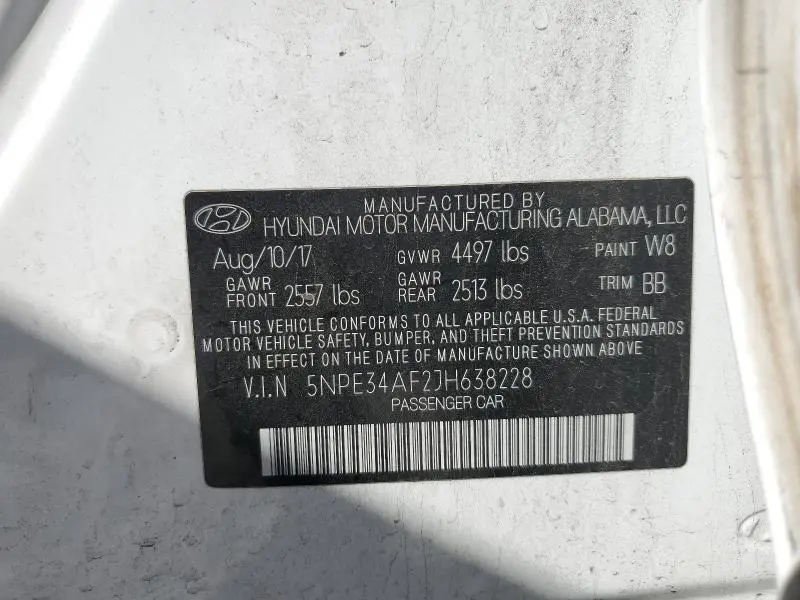 MANUFACTURED BY
HYUNDAI MOTOR MANUFACTURING ALABAMA, LLC
Aug/10/17 GVWR 4497 lbs PAINT W8
GAWR FRONT 2557 lbs GAWR REAR 2513 lbs TRIM BB
THIS VEHICLE CONFORMS TO ALL APPLICABLE U.S.A. FEDERAL
MOTOR VEHICLE SAFETY, BUMPER, AND THEFT PREVENTION STANDARDS
IN EFFECT ON THE DATE OF MANUFACTURE SHOWN ABOVE
V.I.N 5NPE34AF2JH638228
PASSENGER CAR